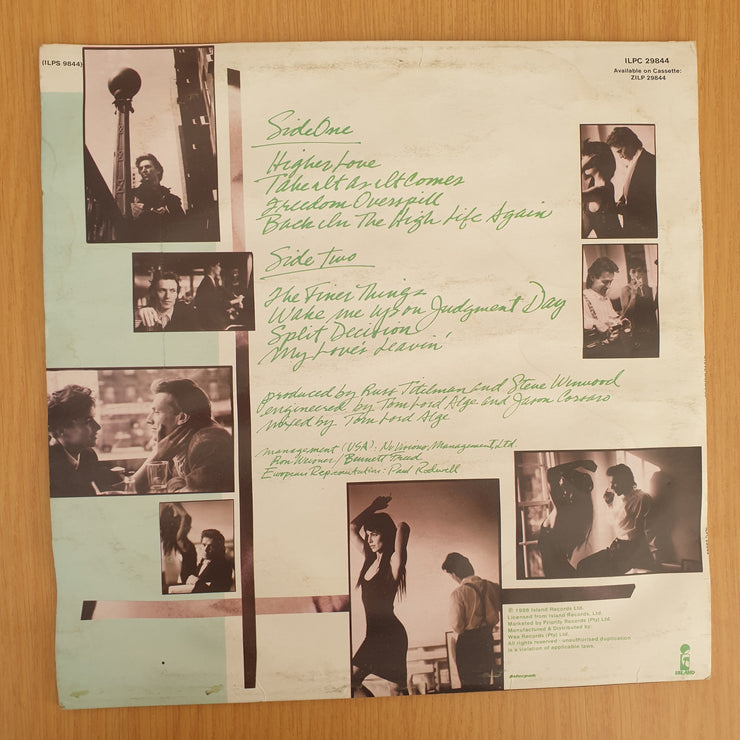 (ILPS 9844)
ILPC 29844
Available on Cassette:
ZILP 29844
Side One
Higher Love
Take It As It Comes
Freedom Overspill
Back In The High Life Again
Side Two
The Finer Things
Wake me up on Judgment Day
Split Decision
My Love's Leavin'
produced by Russ Titelman and Steve Winwood
engineered by Tom Lord Alge and Jason Corsaro
mixed by Tom Lord Alge
management (USA): Management, Ltd.
Ron Weisner / Bennett Freed
European Representation: Paul Rodwell
℗ 1986 Island Records Ltd.
Licensed from Island Records, Ltd.
Marketed by Priority Records (Pty) Ltd.
Manufactured & Distributed by:
Wea Records (Pty) Ltd.
All rights reserved - unauthorised duplication
is a violation of applicable laws.
ISLAND